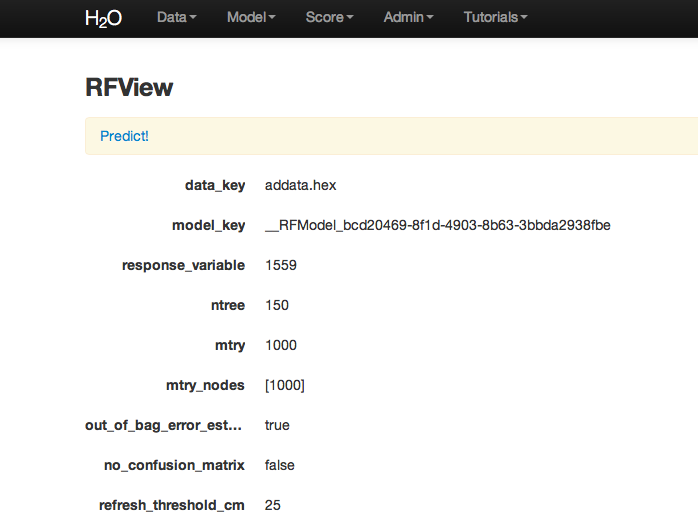 H2O Data Model Score Admin Tutorials
RFView
Predict!
data_key addata.hex
model_key __RFModel_bcd20469-8f1d-4903-8b63-3bbda2938fbe
response_variable 1559
ntree 150
mtry 1000
mtry_nodes [1000]
out_of_bag_error_est... true
no_confusion_matrix false
refresh_threshold_cm 25